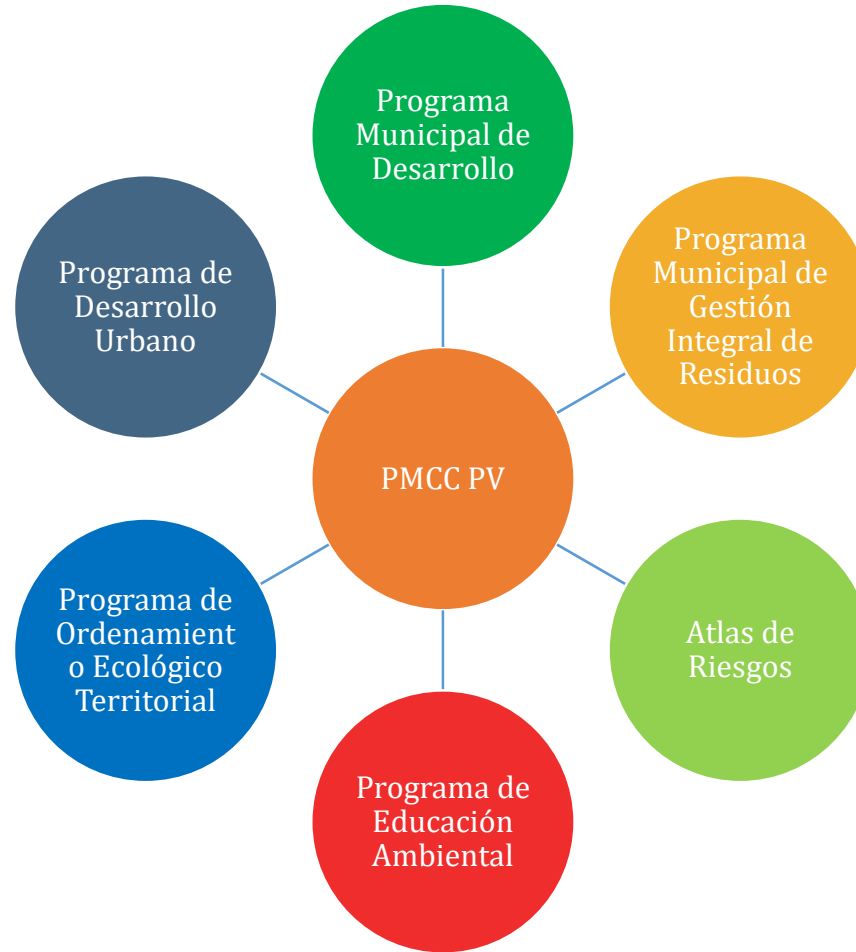 Programa
Municipal de
Desarrollo
Programa
Municipal de
Gestión
Integral de
Residuos
Atlas de
Riesgos
Programa de
Educación
Ambiental
Programa de
Ordenamient
o Ecológico
Territorial
Programa de
Desarrollo
Urbano
PMCC PV